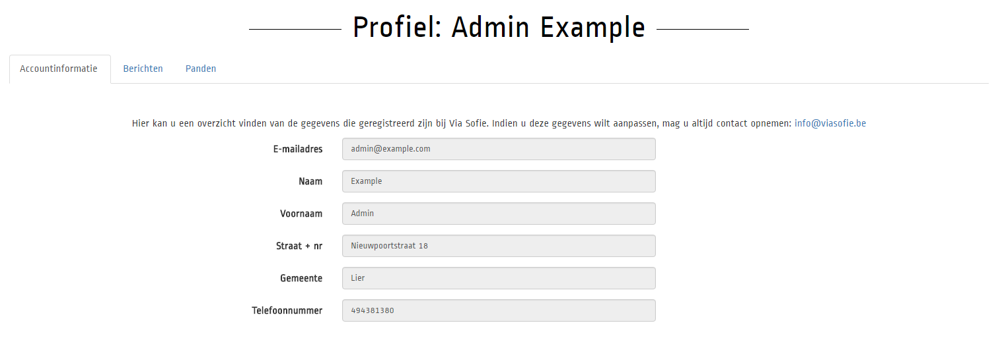 Profiel: Admin Example
Accountinformatie Berichten Panden
Hier kan u een overzicht vinden van de gegevens die geregistreerd zijn bij Via Sofie. Indien u deze gegevens wilt aanpassen, mag u altijd contact opnemen: info@viasofie.be
E-mailadres admin@example.com
Naam Example
Voornaam Admin
Straat + nr Nieuwpoortstraat 18
Gemeente Lier
Telefoonnummer 494381380